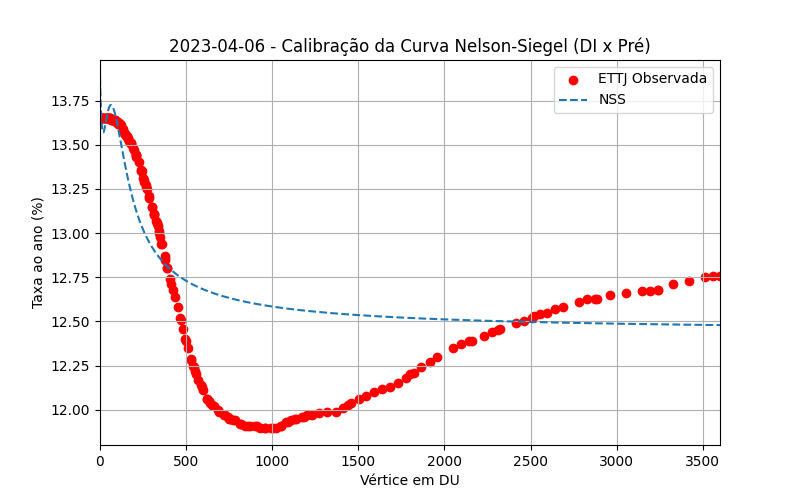 2023-04-06 - Calibração da Curva Nelson-Siegel (DI x Pré)
ETTJ Observada
NSS
Taxa ao ano (%)
13.75
13.50
13.25
13.00
12.75
12.50
12.25
12.00
0 500 1000 1500 2000 2500 3000 3500
Vértice em DU